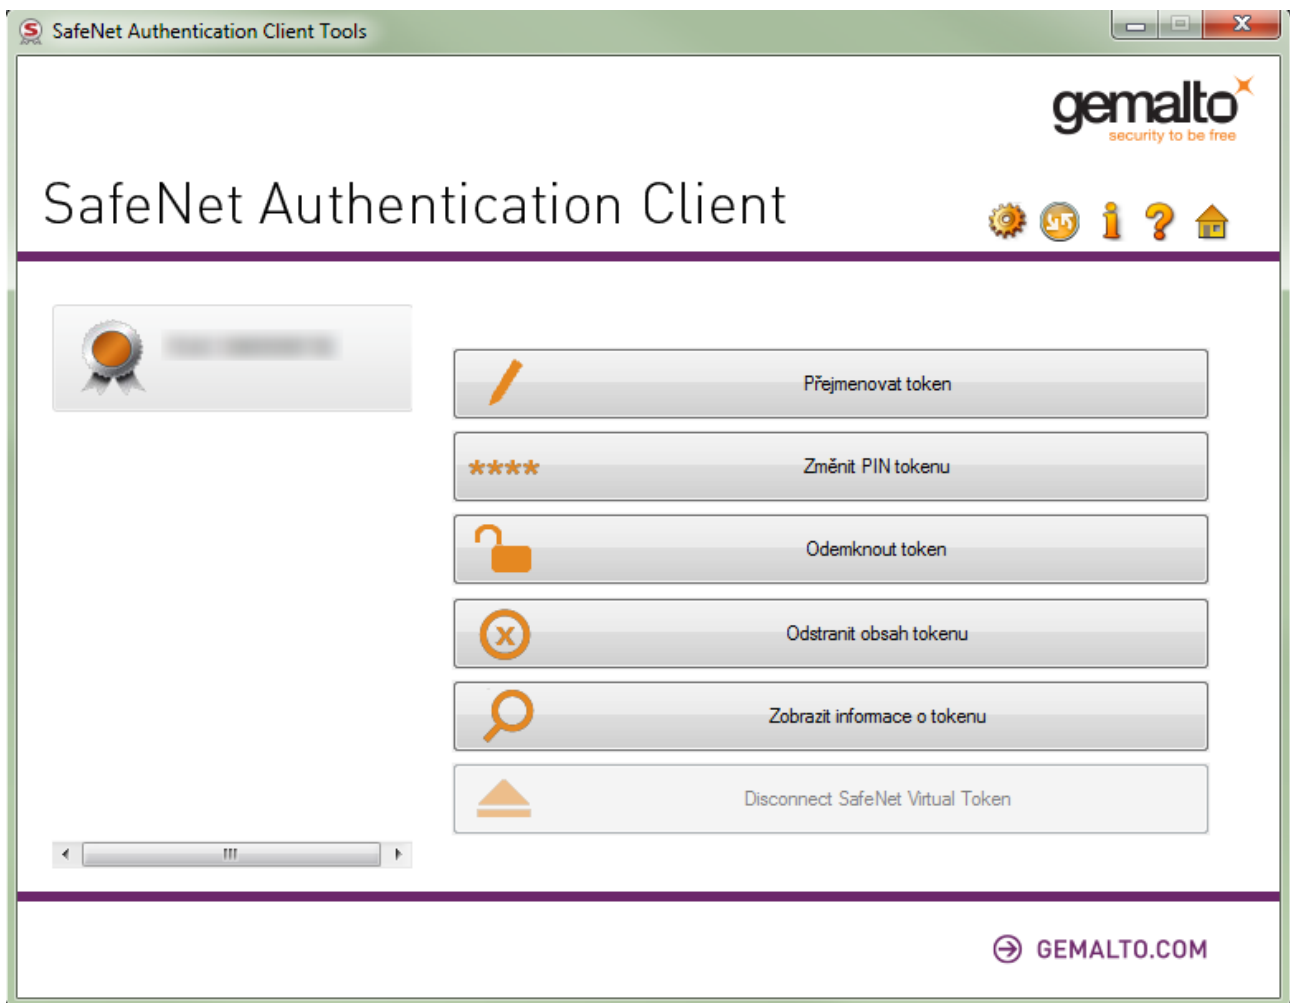 SafeNet Authentication Client Tools
gemalto
security to be free
SafeNet Authentication Client
Přejmenovat token
**** Změnit PIN tokenu
Odemknout token
Odstranit obsah tokenu
Zobrazit informace o tokenu
Disconnect SafeNet Virtual Token
GEMALTO.COM